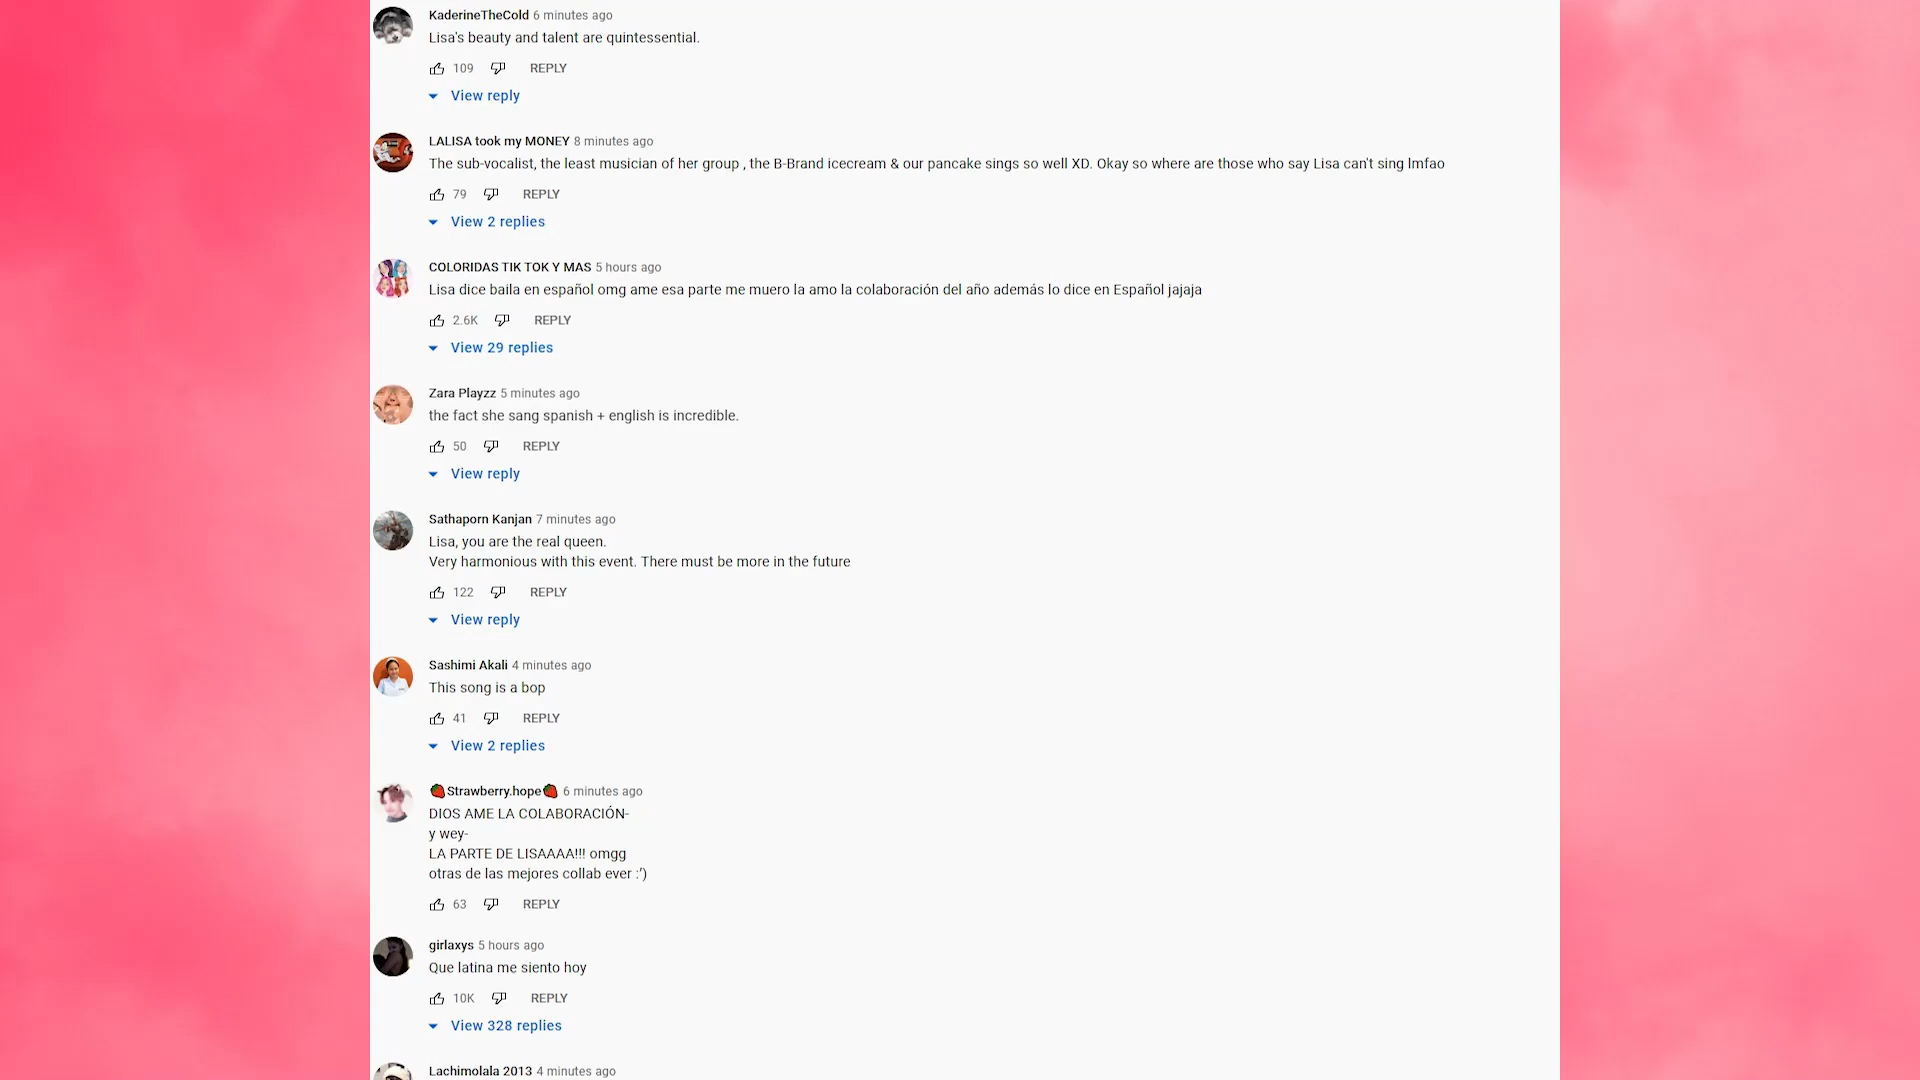 KaderineTheCold 6 minutes ago
Lisa's beauty and talent are quintessential.
109 REPLY
View reply
LALISA took my MONEY 8 minutes ago
The sub-vocalist, the least musician of her group , the B-Brand icecream & our pancake sings so well XD. Okay so where are those who say Lisa can't sing lmfao
79 REPLY
View 2 replies
COLORIDAS TIK TOK Y MAS 5 hours ago
Lisa dice baila en español omg ame esa parte me muero la amo la colaboración del año además lo dice en Español jajaja
2.6K REPLY
View 29 replies
Zara Playzz 5 minutes ago
the fact she sang spanish + english is incredible.
50 REPLY
View reply
Sathaporn Kanjan 7 minutes ago
Lisa, you are the real queen.
Very harmonious with this event. There must be more in the future
122 REPLY
View reply
Sashimi Akali 4 minutes ago
This song is a bop
41 REPLY
View 2 replies
🍓Strawberry.hope🍓 6 minutes ago
DIOS AME LA COLABORACIÓN-
y wey-
LA PARTE DE LISAAAA!!! omgg
otras de las mejores collab ever :')
63 REPLY
girlaxys 5 hours ago
Que latina me siento hoy
10K REPLY
View 328 replies
Lachimolala 2013 4 minutes ago